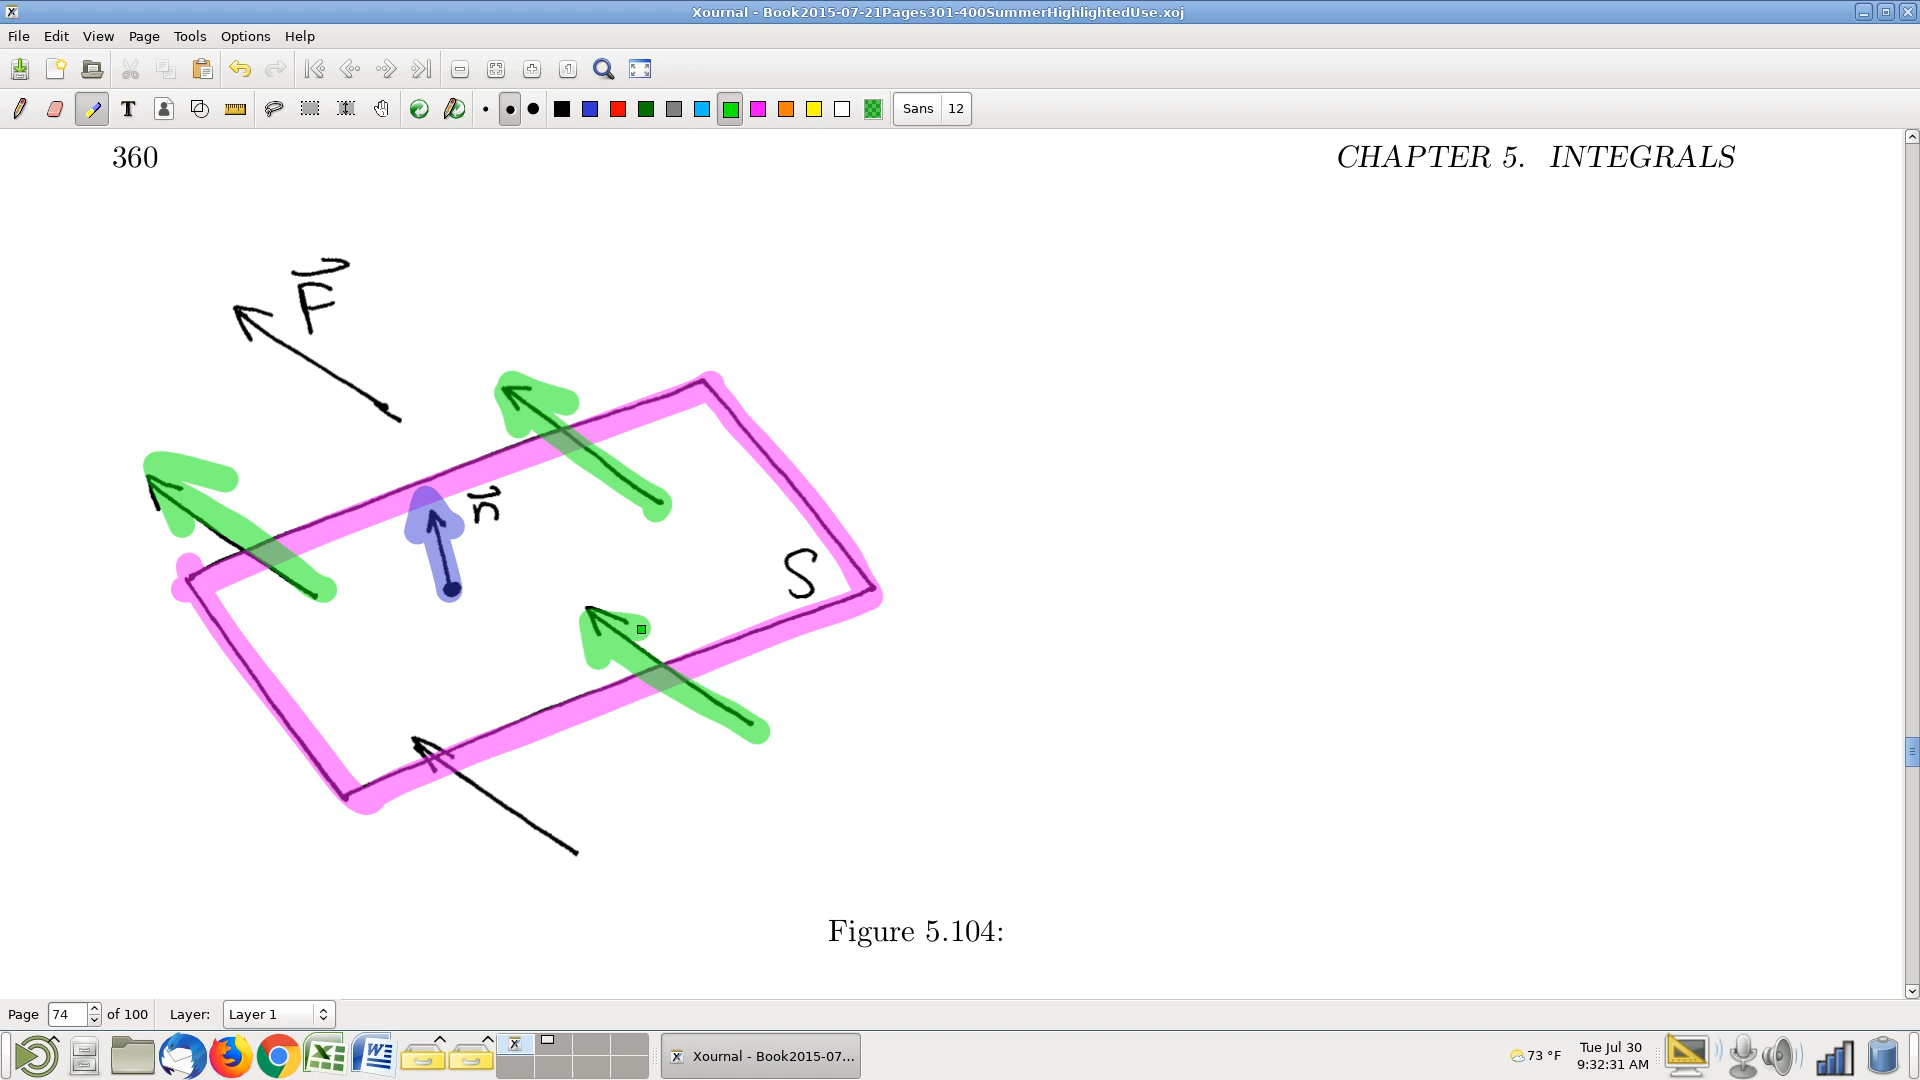 Xournal - Book2015-07-21Pages301-400SummerHighlightedUse.xoj
File Edit View Page Tools Options Help
Sans 12
360 CHAPTER 5. INTEGRALS
F
n
S
Figure 5.104:
Page 74 of 100 Layer: Layer 1
Xournal - Book2015-07...
73 °F
Tue Jul 30
9:32:31 AM